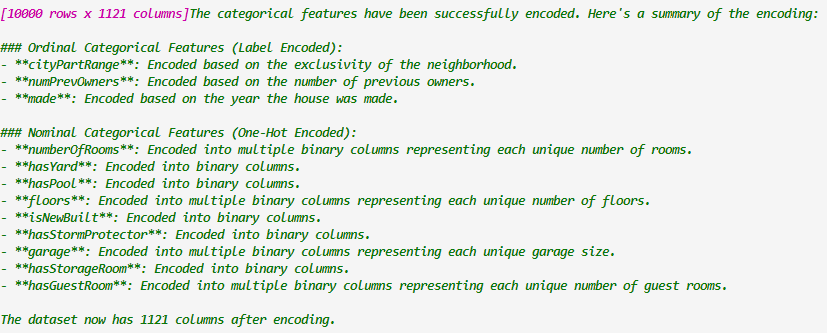 [10000 rows x 1121 columns]The categorical features have been successfully encoded. Here's a summary of the encoding:
### Ordinal Categorical Features (Label Encoded):
- **cityPartRange**: Encoded based on the exclusivity of the neighborhood.
- **numPrevOwners**: Encoded based on the number of previous owners.
- **made**: Encoded based on the year the house was made.
### Nominal Categorical Features (One-Hot Encoded):
- **numberOfRooms**: Encoded into multiple binary columns representing each unique number of rooms.
- **hasYard**: Encoded into binary columns.
- **hasPool**: Encoded into binary columns.
- **floors**: Encoded into multiple binary columns representing each unique number of floors.
- **isNewBuilt**: Encoded into binary columns.
- **hasStormProtector**: Encoded into binary columns.
- **garage**: Encoded into multiple binary columns representing each unique garage size.
- **hasStorageRoom**: Encoded into binary columns.
- **hasGuestRoom**: Encoded into multiple binary columns representing each unique number of guest rooms.
The dataset now has 1121 columns after encoding.